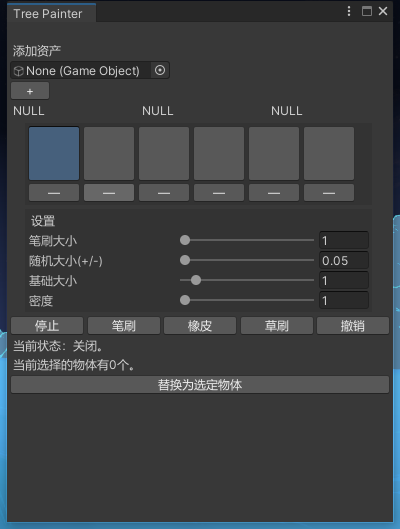 Tree Painter
添加资产
None (Game Object)
+
NULL NULL NULL
— — — — — —
设置
笔刷大小 1
随机大小(+/-) 0.05
基础大小 1
密度 1
停止 笔刷 橡皮 草刷 撤销
当前状态：关闭。
当前选择的物体有0个。
替换为选定物体